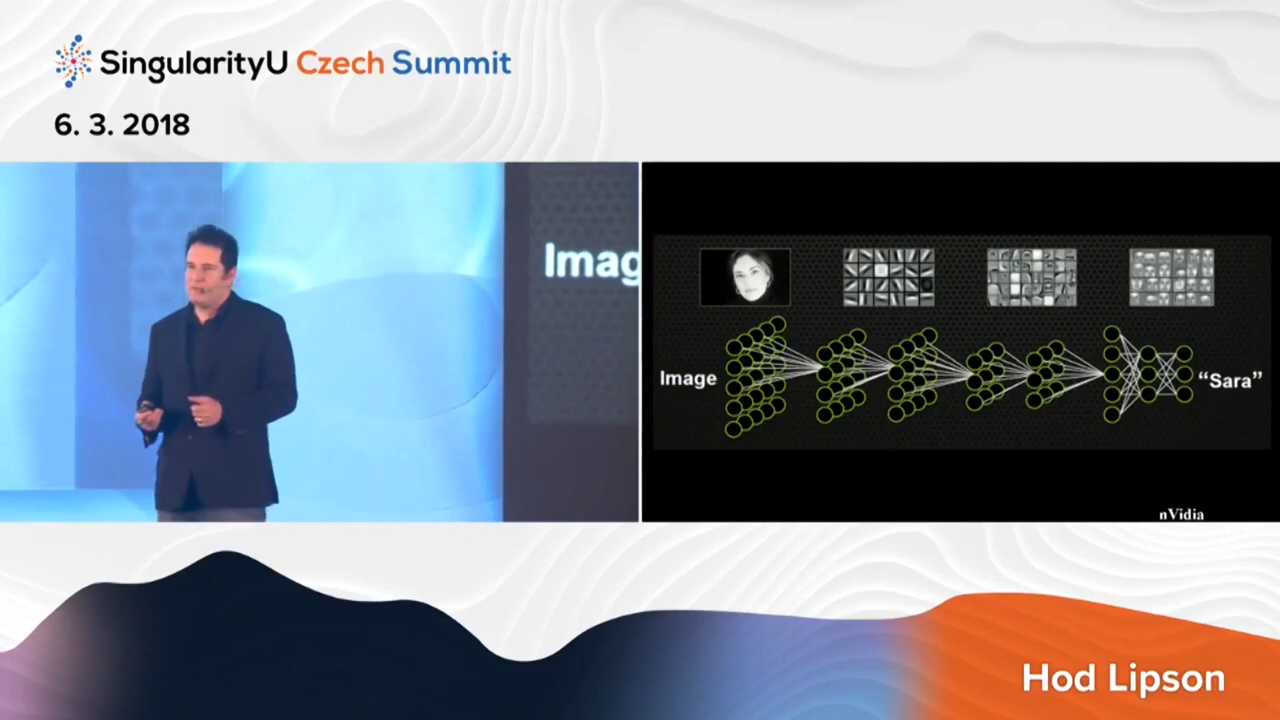 SingularityU Czech Summit
6. 3. 2018
Imag
Image
"Sara"
nVidia
Hod Lipson